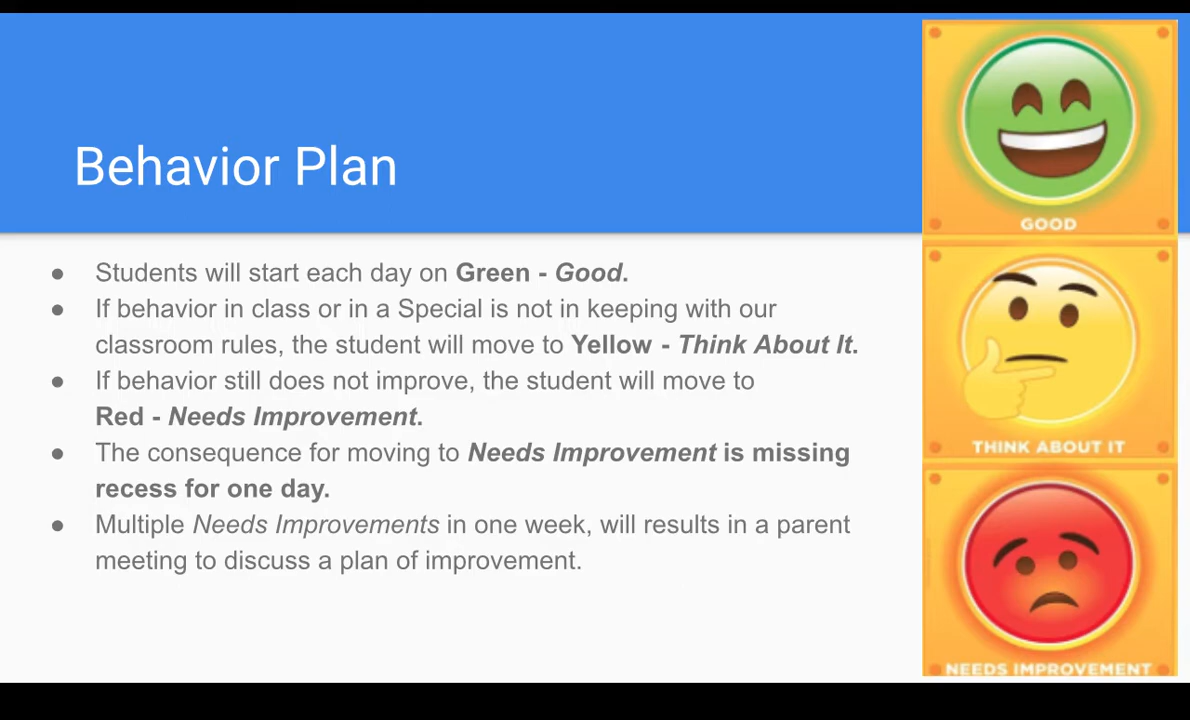 Behavior Plan
● Students will start each day on Green - Good.
● If behavior in class or in a Special is not in keeping with our
classroom rules, the student will move to Yellow - Think About It.
● If behavior still does not improve, the student will move to
Red - Needs Improvement.
● The consequence for moving to Needs Improvement is missing
recess for one day.
● Multiple Needs Improvements in one week, will results in a parent
meeting to discuss a plan of improvement.
GOOD
THINK ABOUT IT
NEEDS IMPROVEMENT